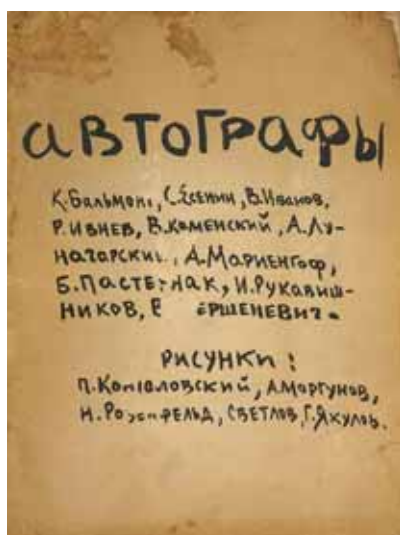 автографы
К. Бальмонт, С. Есенин, В. Иванов,
Р. Ивнев, В. Каменский, А. Лу-
начарский, А. Мариенгоф,
Б. Пастернак, И. Рукавиш-
ников, В. Шершеневич.
РИСУНКИ:
П. Кончаловский, А. Моргунов,
Н. Розенфельд, Светлов, Г. Якулов.